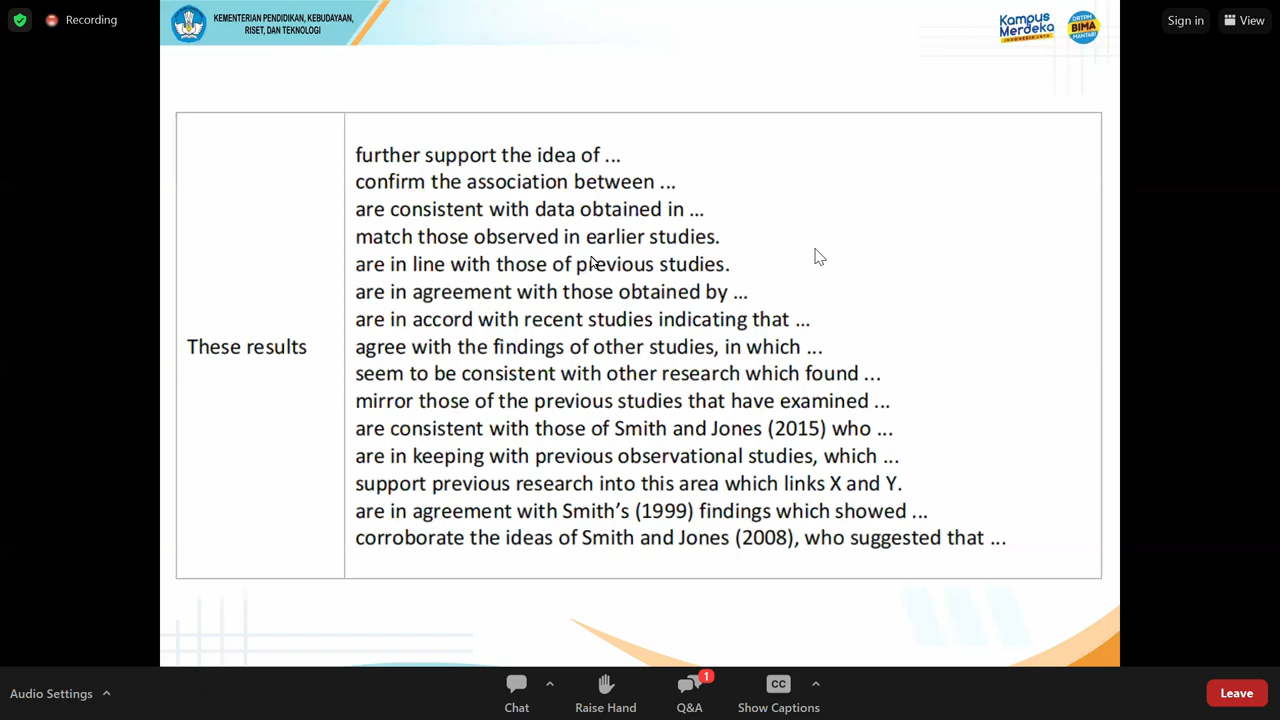 Recording
KEMENTERIAN PENDIDIKAN, KEBUDAYAAN,
RISET, DAN TEKNOLOGI
Kampus
Merdeka
INDONESIA JAYA
DRTPM
BIMA
MANTAB!
Sign in
View
These results
further support the idea of ...
confirm the association between ...
are consistent with data obtained in ...
match those observed in earlier studies.
are in line with those of previous studies.
are in agreement with those obtained by ...
are in accord with recent studies indicating that ...
agree with the findings of other studies, in which ...
seem to be consistent with other research which found ...
mirror those of the previous studies that have examined ...
are consistent with those of Smith and Jones (2015) who ...
are in keeping with previous observational studies, which ...
support previous research into this area which links X and Y.
are in agreement with Smith's (1999) findings which showed ...
corroborate the ideas of Smith and Jones (2008), who suggested that ...
Audio Settings
Chat
Raise Hand
1
Q&A
CC
Show Captions
Leave